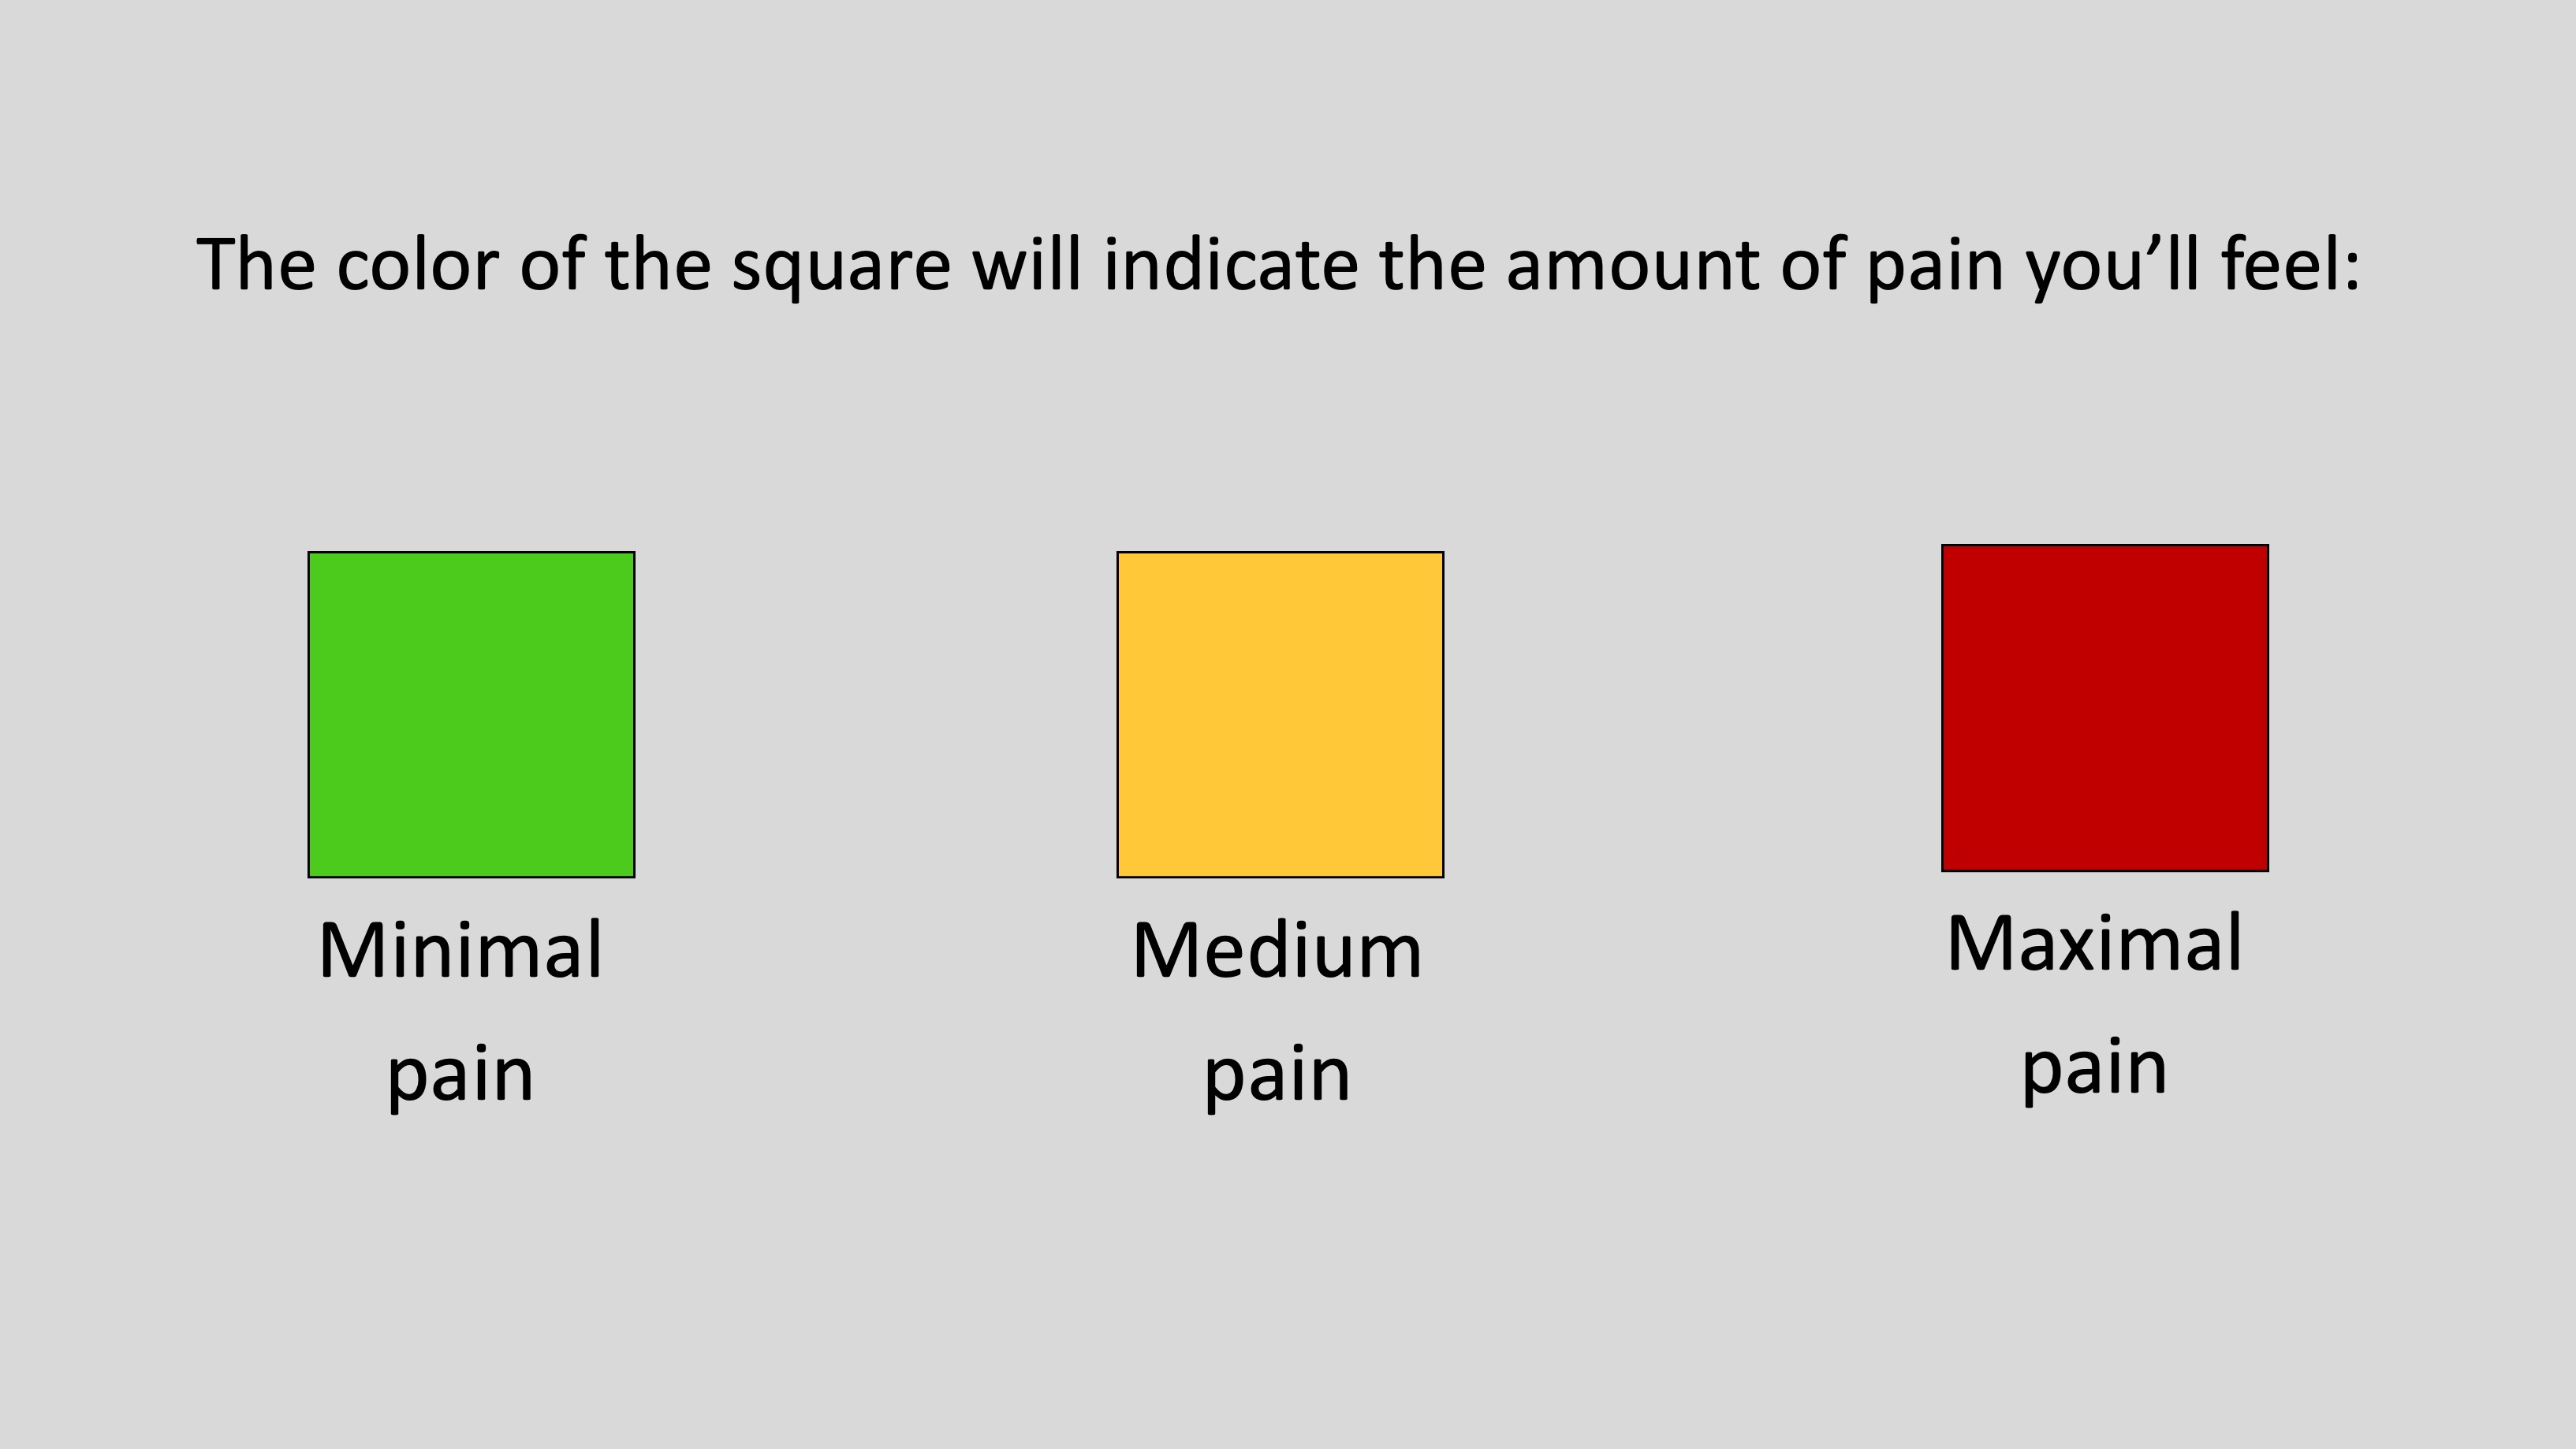 The color of the square will indicate the amount of pain you’ll feel:
Minimal
pain
Medium
pain
Maximal
pain